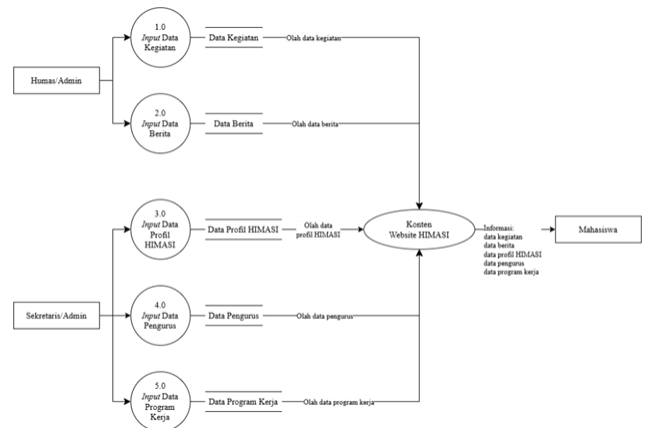 1.0
Input Data
Kegiatan
Data Kegiatan
Olah data kegiatan
Humas/Admin
2.0
Input Data
Berita
Data Berita
Olah data berita
3.0
Input Data
Profil
HIMASI
Data Profil HIMASI
Olah data
profil HIMASI
Konten
Website HIMASI
Informasi:
data kegiatan
data berita
data profil HIMASI
data pengurus
data program kerja
Mahasiswa
Sekretaris/Admin
4.0
Input Data
Pengurus
Data Pengurus
Olah data pengurus
5.0
Input Data
Program
Kerja
Data Program Kerja
Olah data program kerja